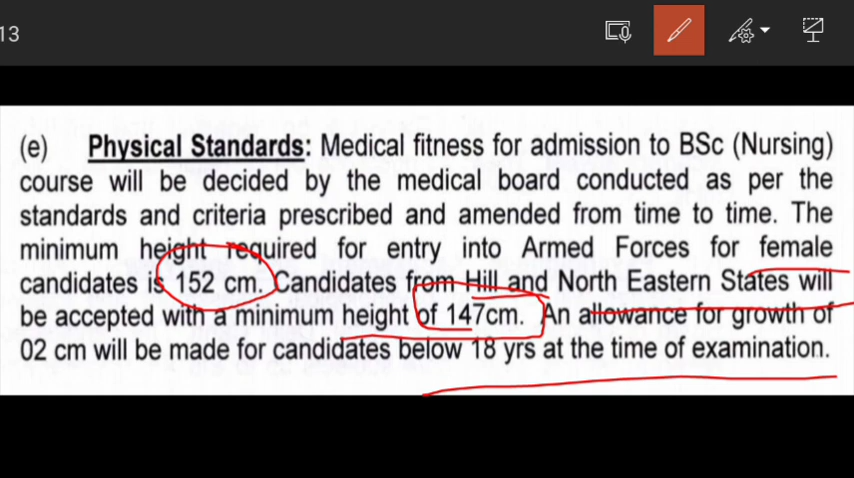 13
(e) Physical Standards: Medical fitness for admission to BSc (Nursing)
course will be decided by the medical board conducted as per the
standards and criteria prescribed and amended from time to time. The
minimum height required for entry into Armed Forces for female
candidates is 152 cm. Candidates from Hill and North Eastern States will
be accepted with a minimum height of 147cm. An allowance for growth of
02 cm will be made for candidates below 18 yrs at the time of examination.